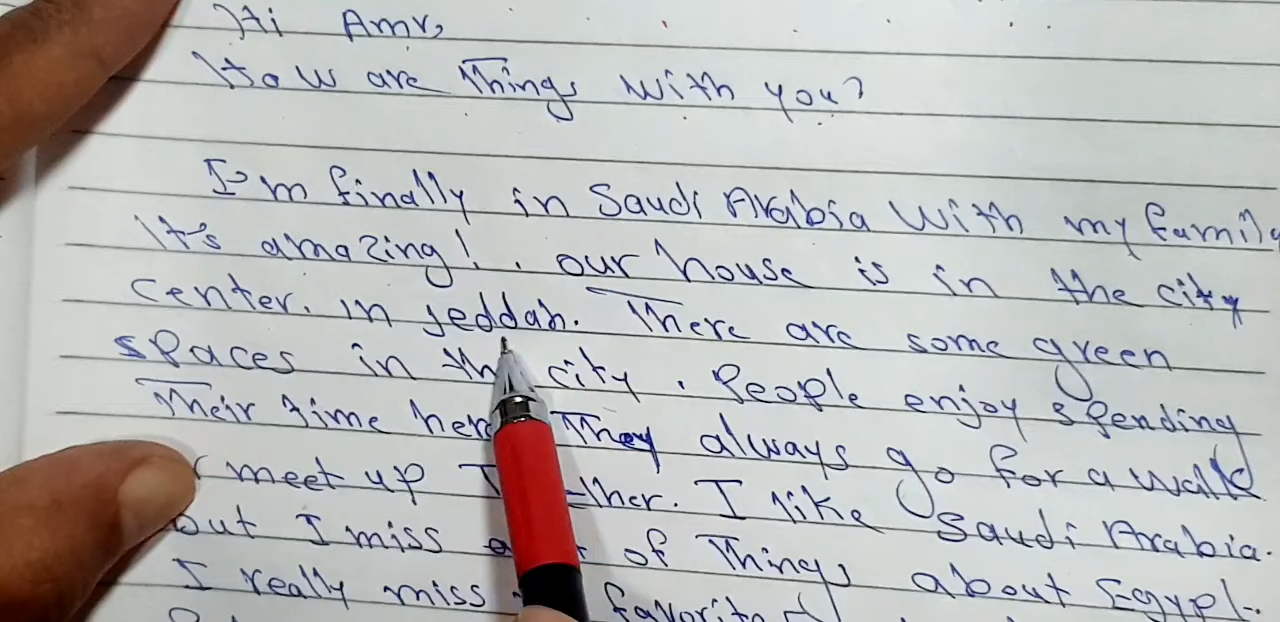 Hi Amr,
How are Things with you?
I'm finally in Saudi Arabia with my family
It's amazing!. our house is in the city
center. in jeddah. There are some green
spaces in the city. People enjoy spending
Their time here They always go for a walk
meet up. I like Saudi Arabia.
but I miss of Things about Egypt.
I really miss favorite